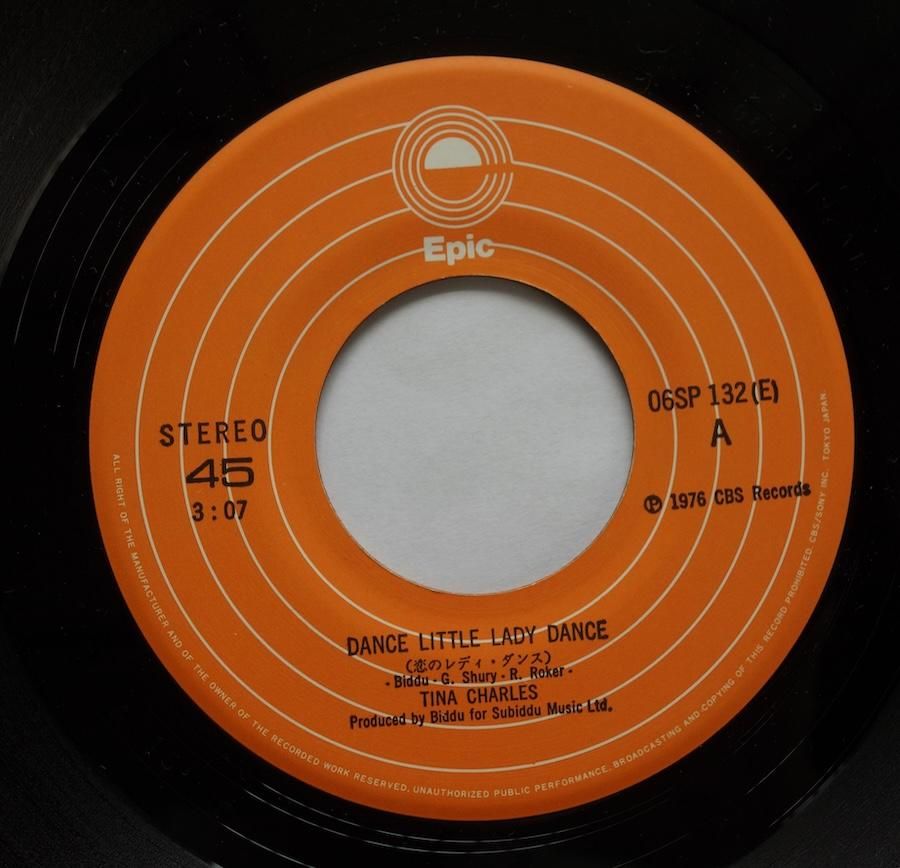 Epic
STEREO
45
3:07
06SP 132(E)
A
Ⓟ 1976 CBS Records
DANCE LITTLE LADY DANCE
(恋のレディ・ダンス)
- Biddu - G. Shury - R. Roker -
TINA CHARLES
Produced by Biddu for Subiddu Music Ltd.
ALL RIGHT OF THE MANUFACTURER AND OF THE OWNER OF THE RECORDED WORK RESERVED. UNAUTHORIZED PUBLIC PERFORMANCE, BROADCASTING AND COPYING OF THIS RECORD PROHIBITED. CBS/SONY INC. TOKYO JAPAN.